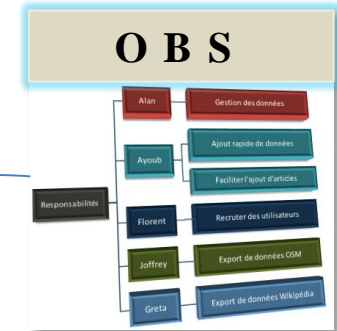 O B S
Alan
Gestion des données
Ajout rapide de données
Ayoub
Faciliter l'ajout d'articles
Responsabilités
Florent
Recruter des utilisateurs
Joffrey
Export de données OSM
Greta
Export de données Wikipédia